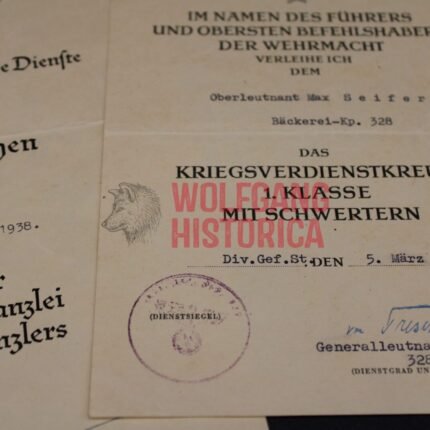 e Dienste
hen
1938.
r
anzlei
nzlers
IM NAMEN DES FÜHRERS
UND OBERSTEN BEFEHLSHABER
DER WEHRMACHT
VERLEIHE ICH
DEM
Oberleutnant Max Seifer
Bäckerei-Kp. 328
DAS
KRIEGSVERDIENSTKREU
1. KLASSE
MIT SCHWERTERN
WOLFGANG
HISTORICA
Div.Gef.St. DEN 5. März
(DIENSTSIEGEL)
Generalleutna
328
(DIENSTGRAD UN